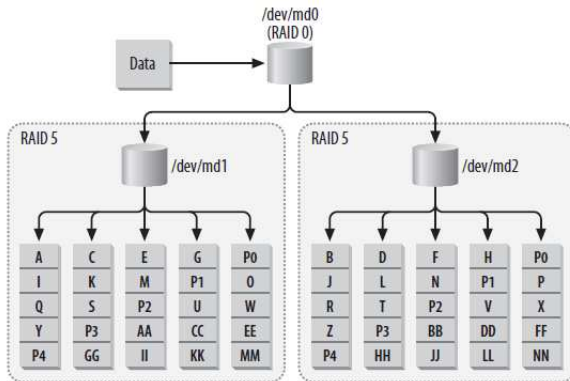 /dev/md0
(RAID 0)
Data
RAID 5
/dev/md1
RAID 5
/dev/md2
A C E G P0
I K M P1 O
Q S P2 U W
Y P3 AA CC EE
P4 GG II KK MM
B D F H P0
J L N P1 P
R T P2 V X
Z P3 BB DD FF
P4 HH JJ LL NN